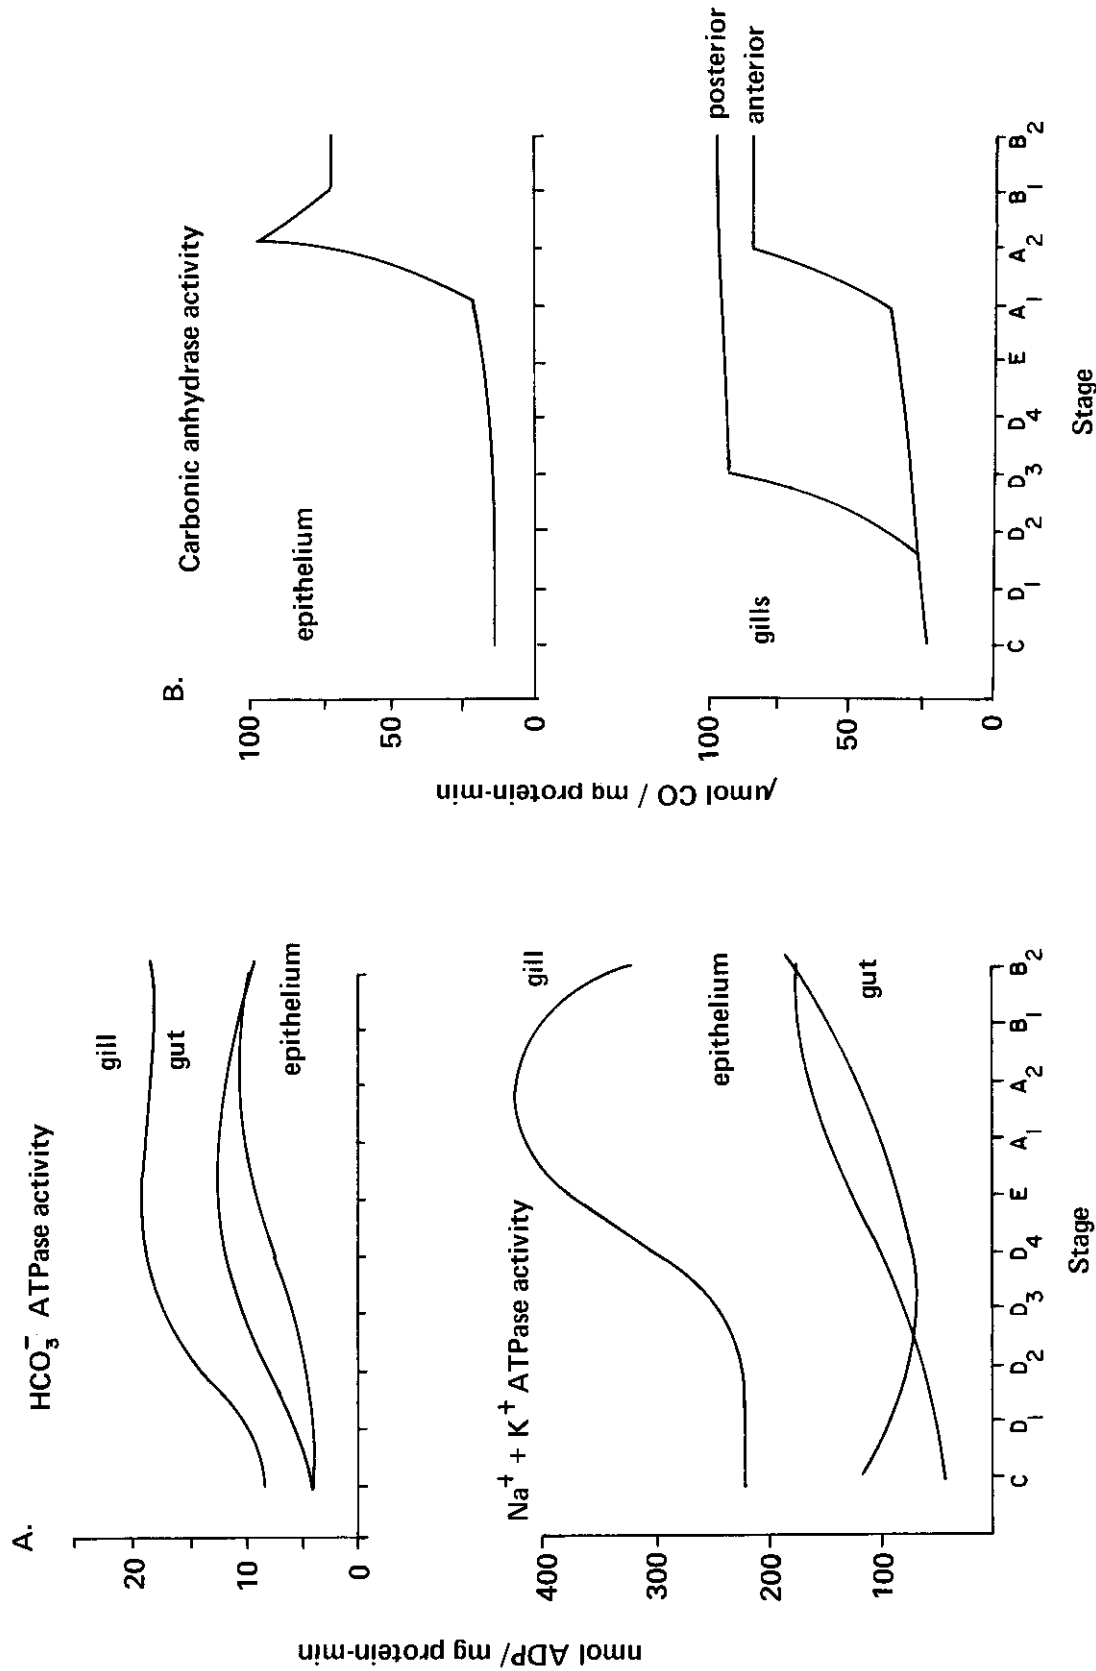 A.
HCO3⁻ ATPase activity
20
10
0
gill
gut
epithelium
Na⁺ + K⁺ ATPase activity
400
300
200
100
gill
epithelium
gut
C D1 D2 D3 D4 E A1 A2 B1 B2
Stage
nmol ADP/ mg protein-min
B.
Carbonic anhydrase activity
100
50
0
epithelium
100
50
0
gills
posterior
anterior
C D1 D2 D3 D4 E A1 A2 B1 B2
Stage
μmol CO / mg protein-min